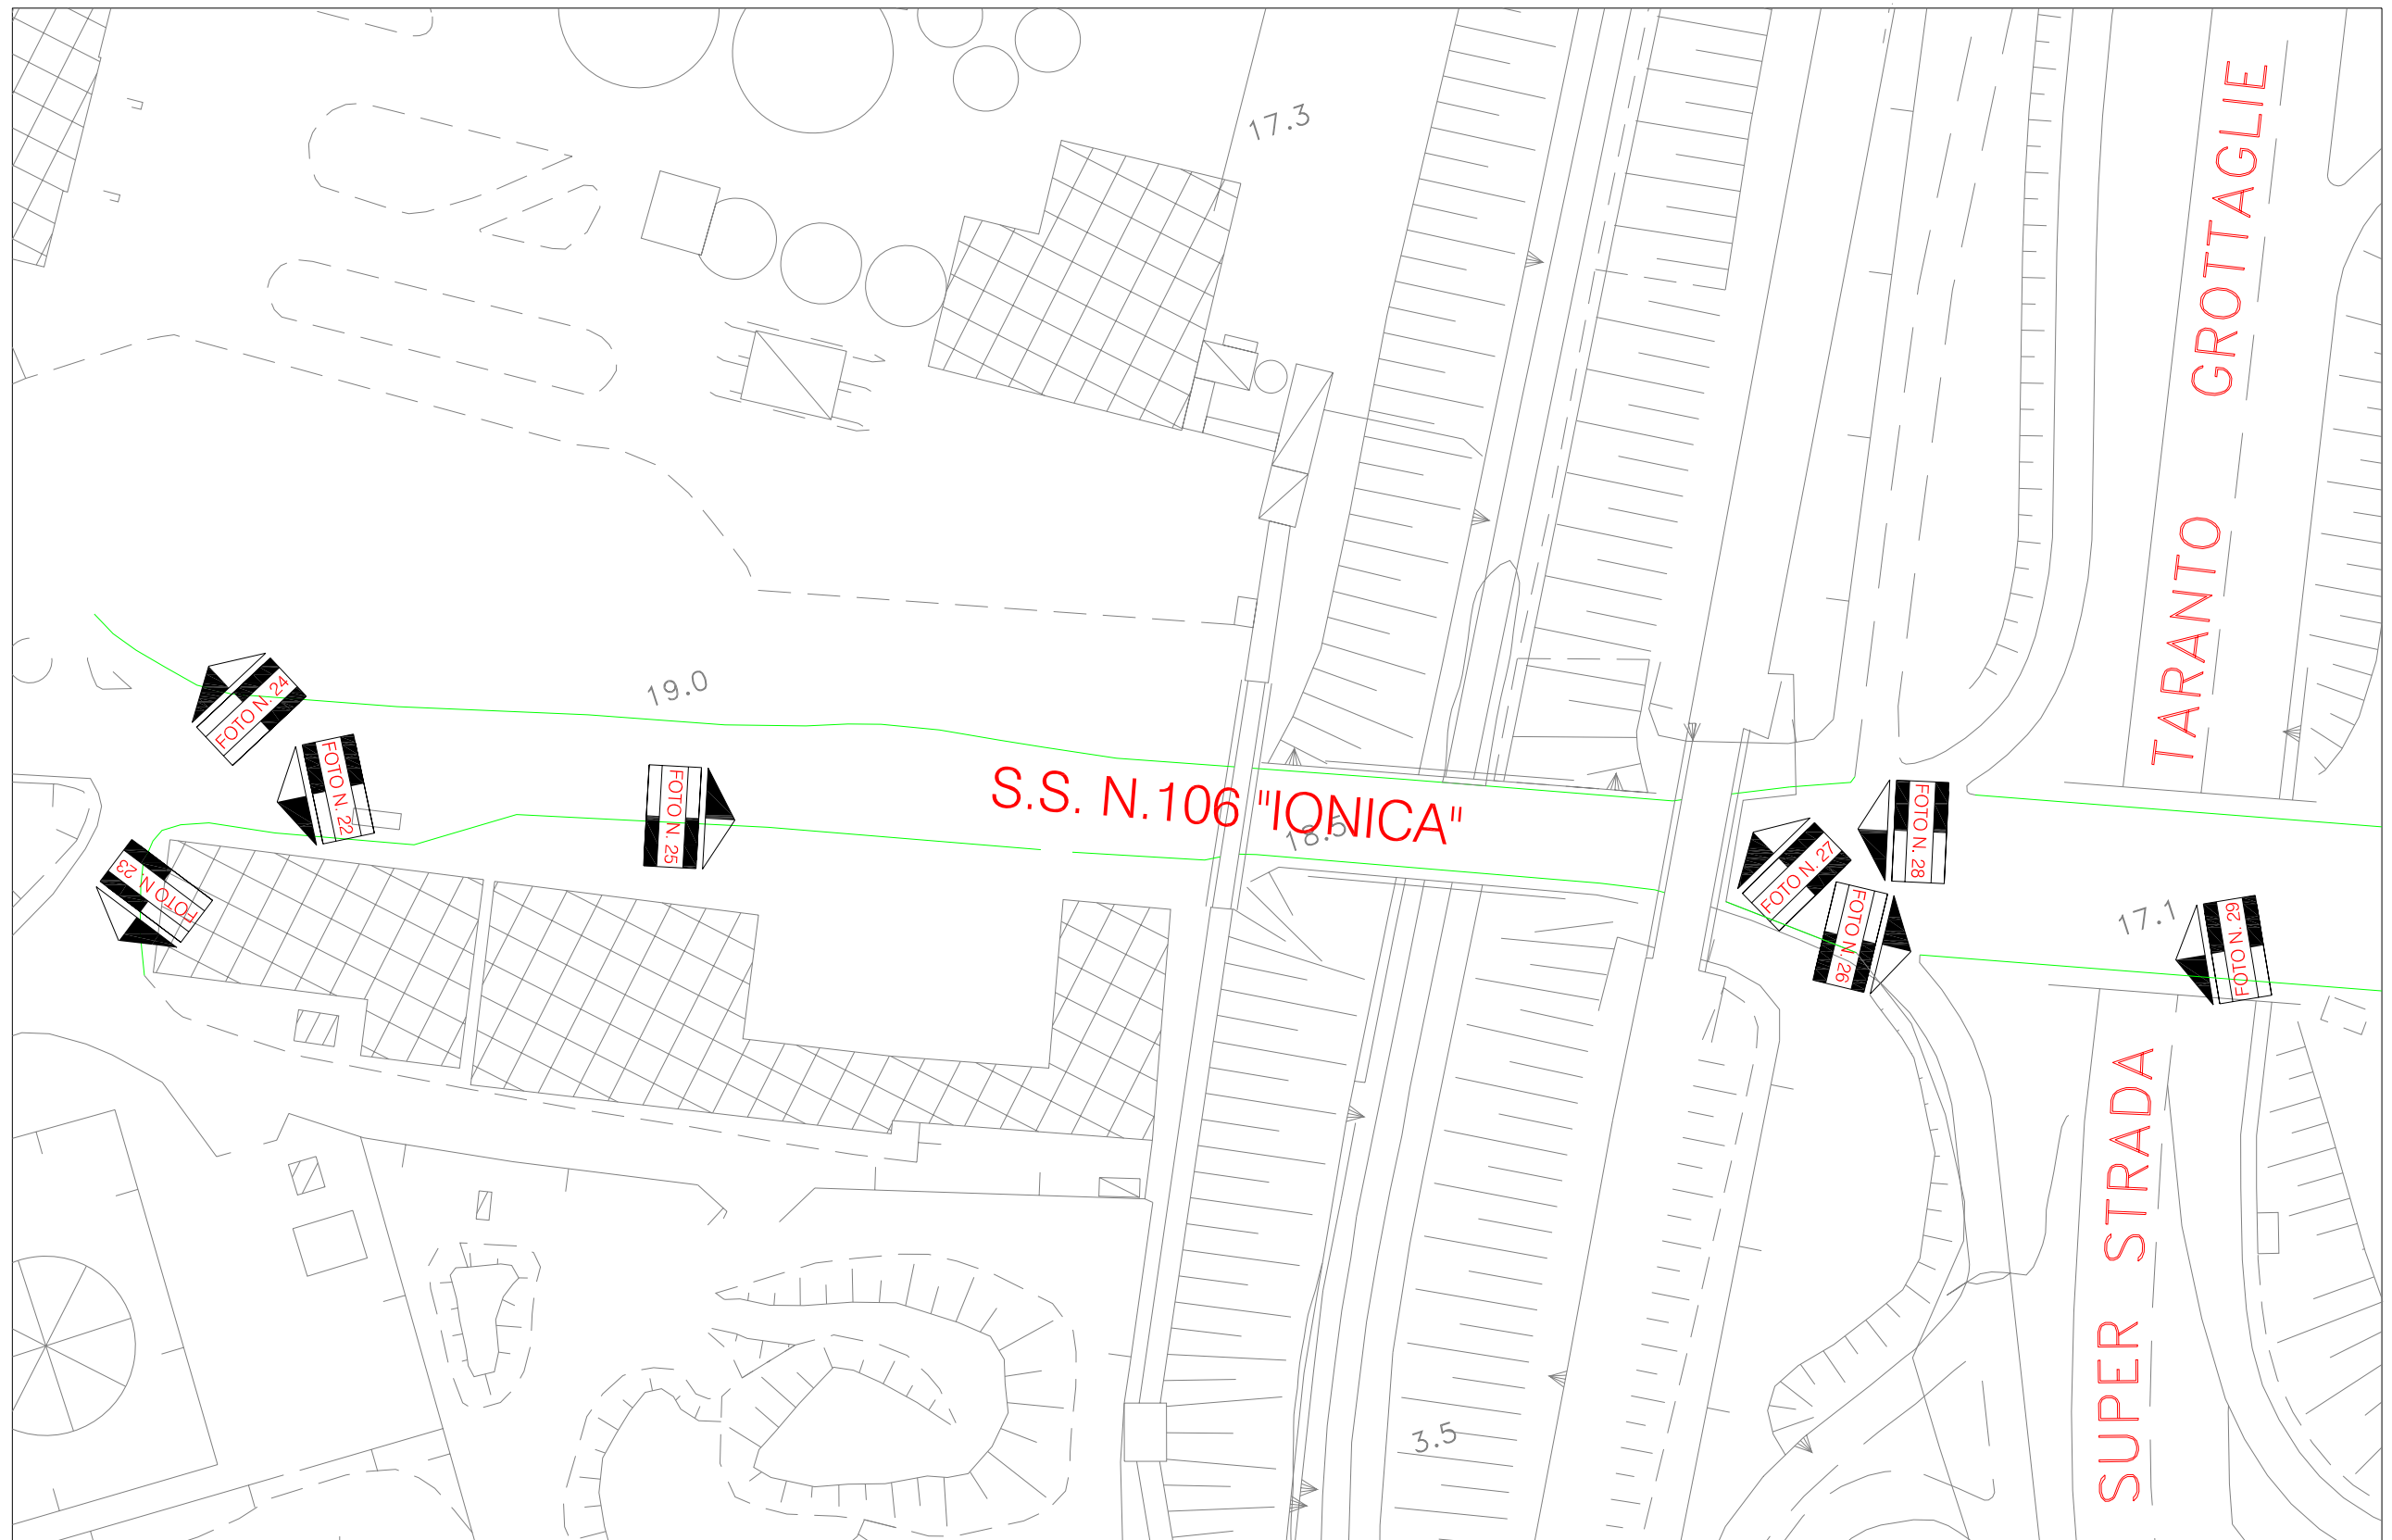 17.3
TARANTO GROTTAGLIE
FOTO N. 24
19.0
FOTO N. 22
FOTO N. 25
S.S. N.106 "IONICA"
18.5
FOTO N. 23
FOTO N. 27
FOTO N. 28
FOTO N. 26
17.1
FOTO N. 29
SUPER STRADA
3.5